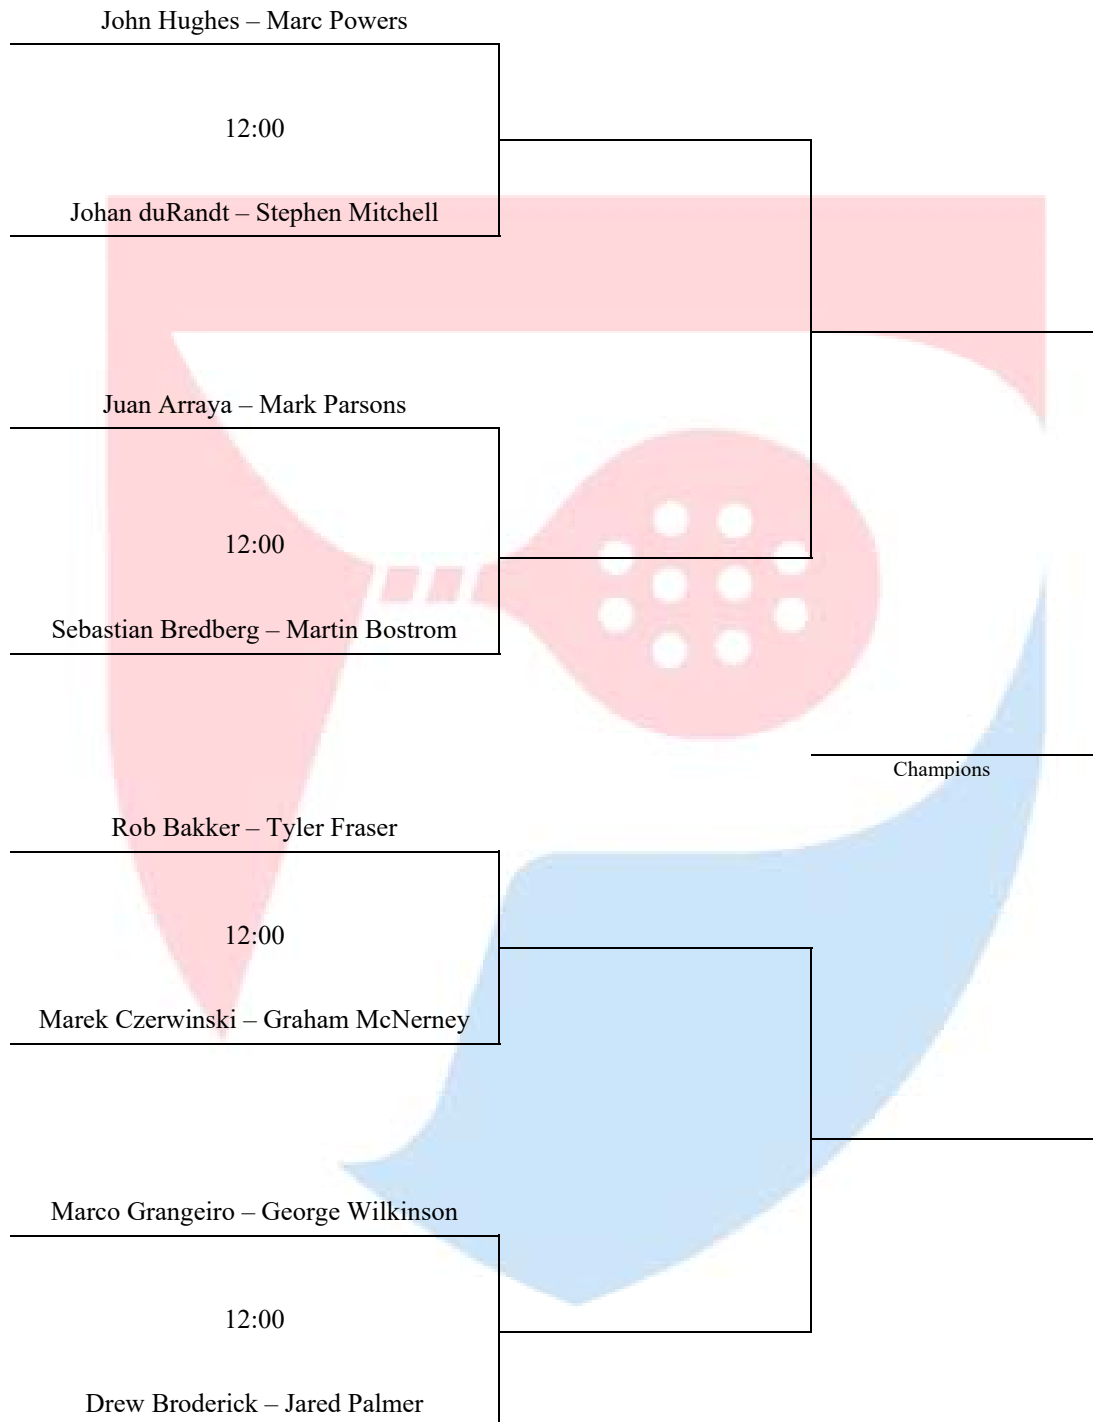 John Hughes – Marc Powers
12:00
Johan duRandt – Stephen Mitchell
Juan Arraya – Mark Parsons
12:00
Sebastian Bredberg – Martin Bostrom
Champions
Rob Bakker – Tyler Fraser
12:00
Marek Czerwinski – Graham McNerney
Marco Grangeiro – George Wilkinson
12:00
Drew Broderick – Jared Palmer